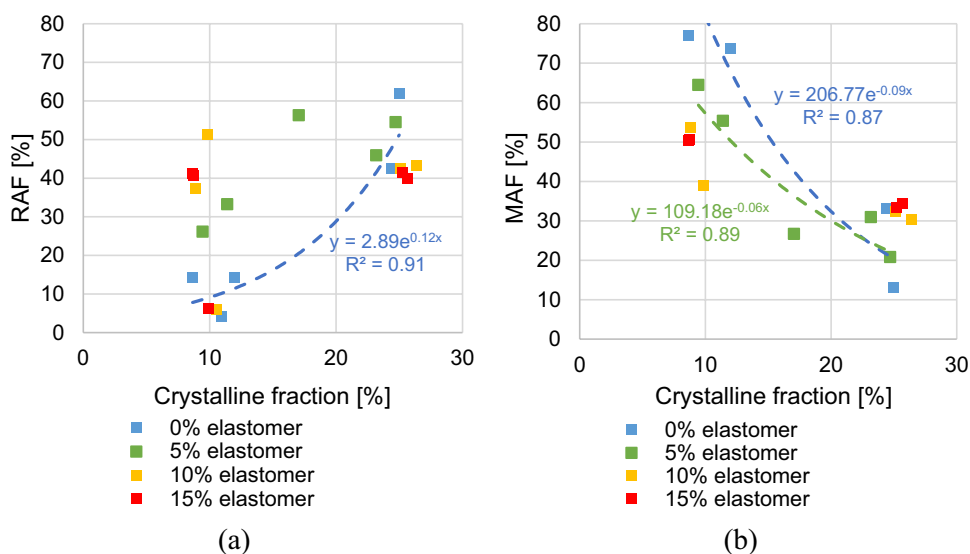 80
70
60
50
40
30
20
10
0
RAF [%]
y = 2.89e^0.12x
R² = 0.91
0 10 20 30
Crystalline fraction [%]
0% elastomer
5% elastomer
10% elastomer
15% elastomer
(a)
80
70
60
50
40
30
20
10
0
MAF [%]
y = 206.77e^-0.09x
R² = 0.87
y = 109.18e^-0.06x
R² = 0.89
0 10 20 30
Crystalline fraction [%]
0% elastomer
5% elastomer
10% elastomer
15% elastomer
(b)